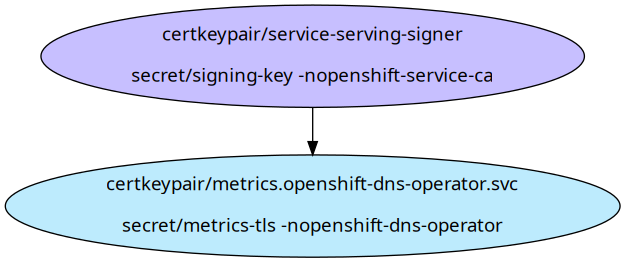 certkeypair/service-serving-signer
secret/signing-key -nopenshift-service-ca
certkeypair/metrics.openshift-dns-operator.svc
secret/metrics-tls -nopenshift-dns-operator